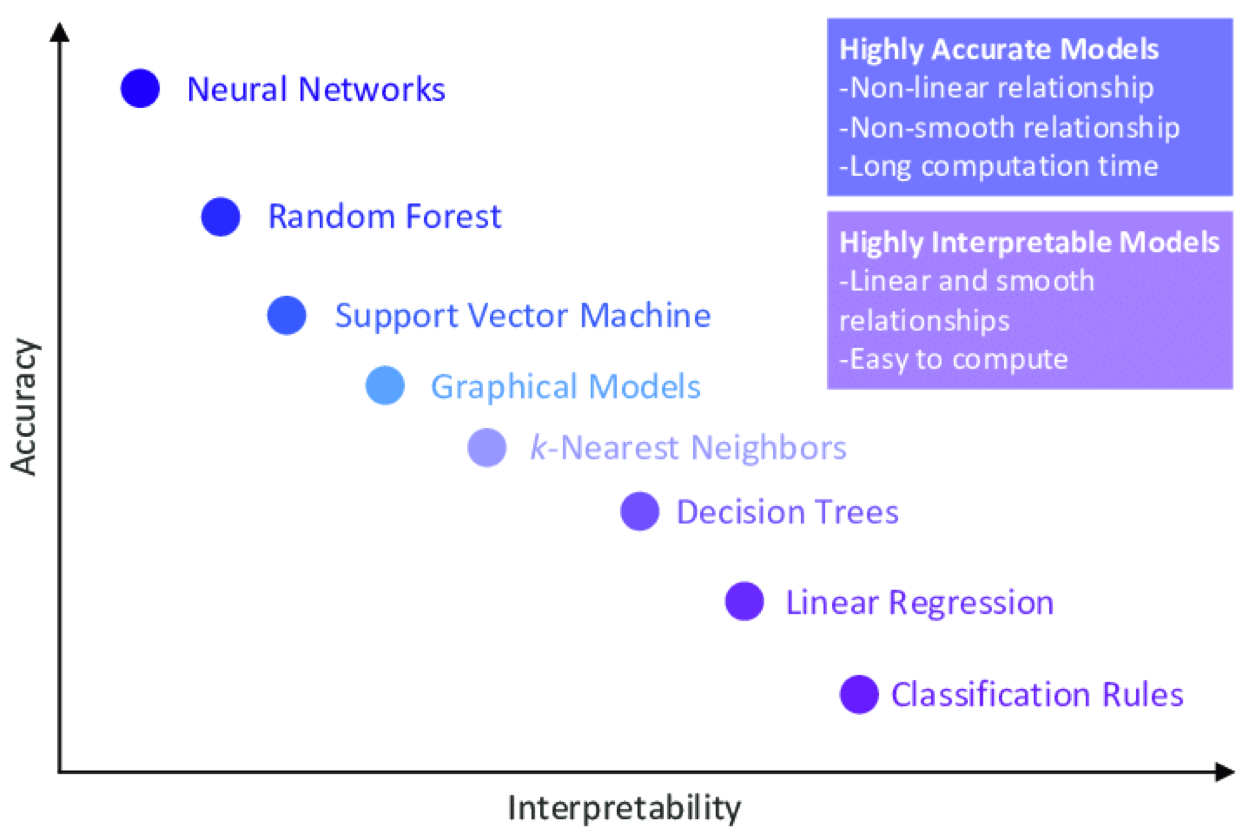 Highly Accurate Models
-Non-linear relationship
-Non-smooth relationship
-Long computation time
Highly Interpretable Models
-Linear and smooth
relationships
-Easy to compute
Neural Networks
Random Forest
Support Vector Machine
Graphical Models
k-Nearest Neighbors
Decision Trees
Linear Regression
Classification Rules
Accuracy
Interpretability